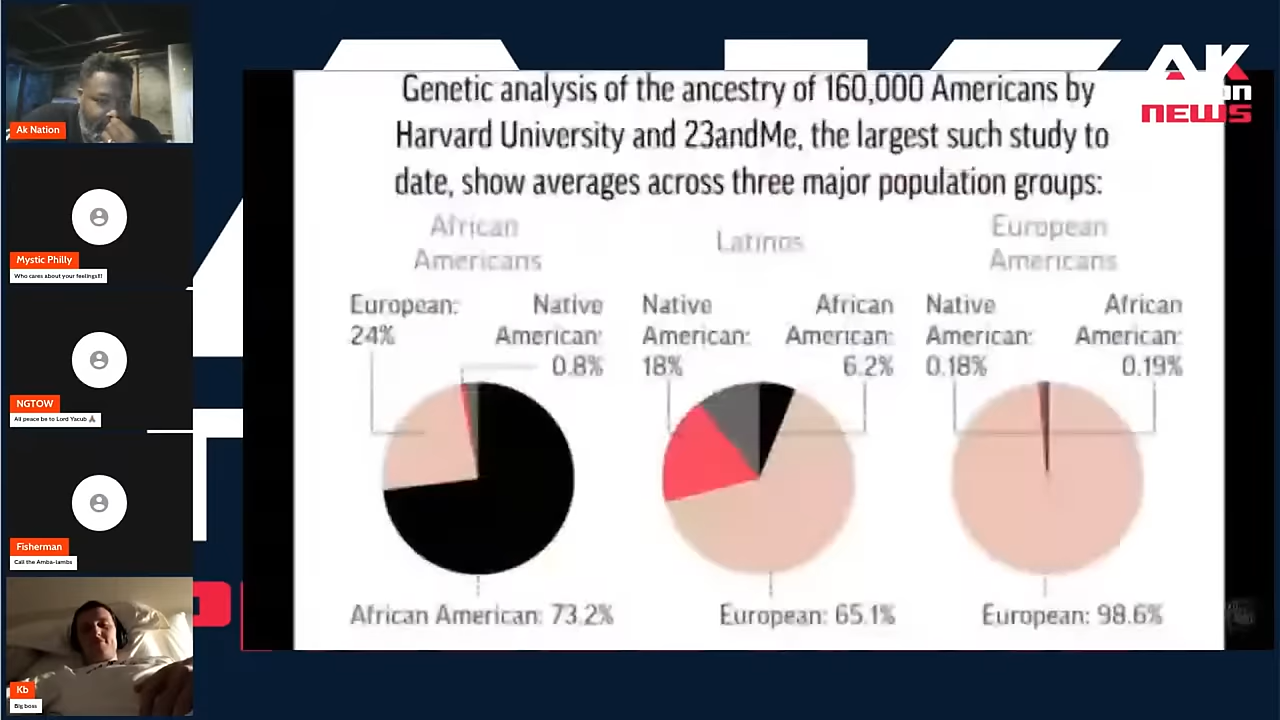 Ak Nation
Mystic Philly
Who cares about your feelings!!!
NGTOW
All peace be to Lord Yacub 🙏🏿
Fisherman
Call the Amba-lambs
Kb
Big boss
AK
NEWS
Genetic analysis of the ancestry of 160,000 Americans by
Harvard University and 23andMe, the largest such study to
date, show averages across three major population groups:
African
Americans
European:
24%
Native
American:
0.8%
African American: 73.2%
Latinos
Native
American:
18%
African
American:
6.2%
European: 65.1%
European
Americans
Native
American:
0.18%
African
American:
0.19%
European: 98.6%